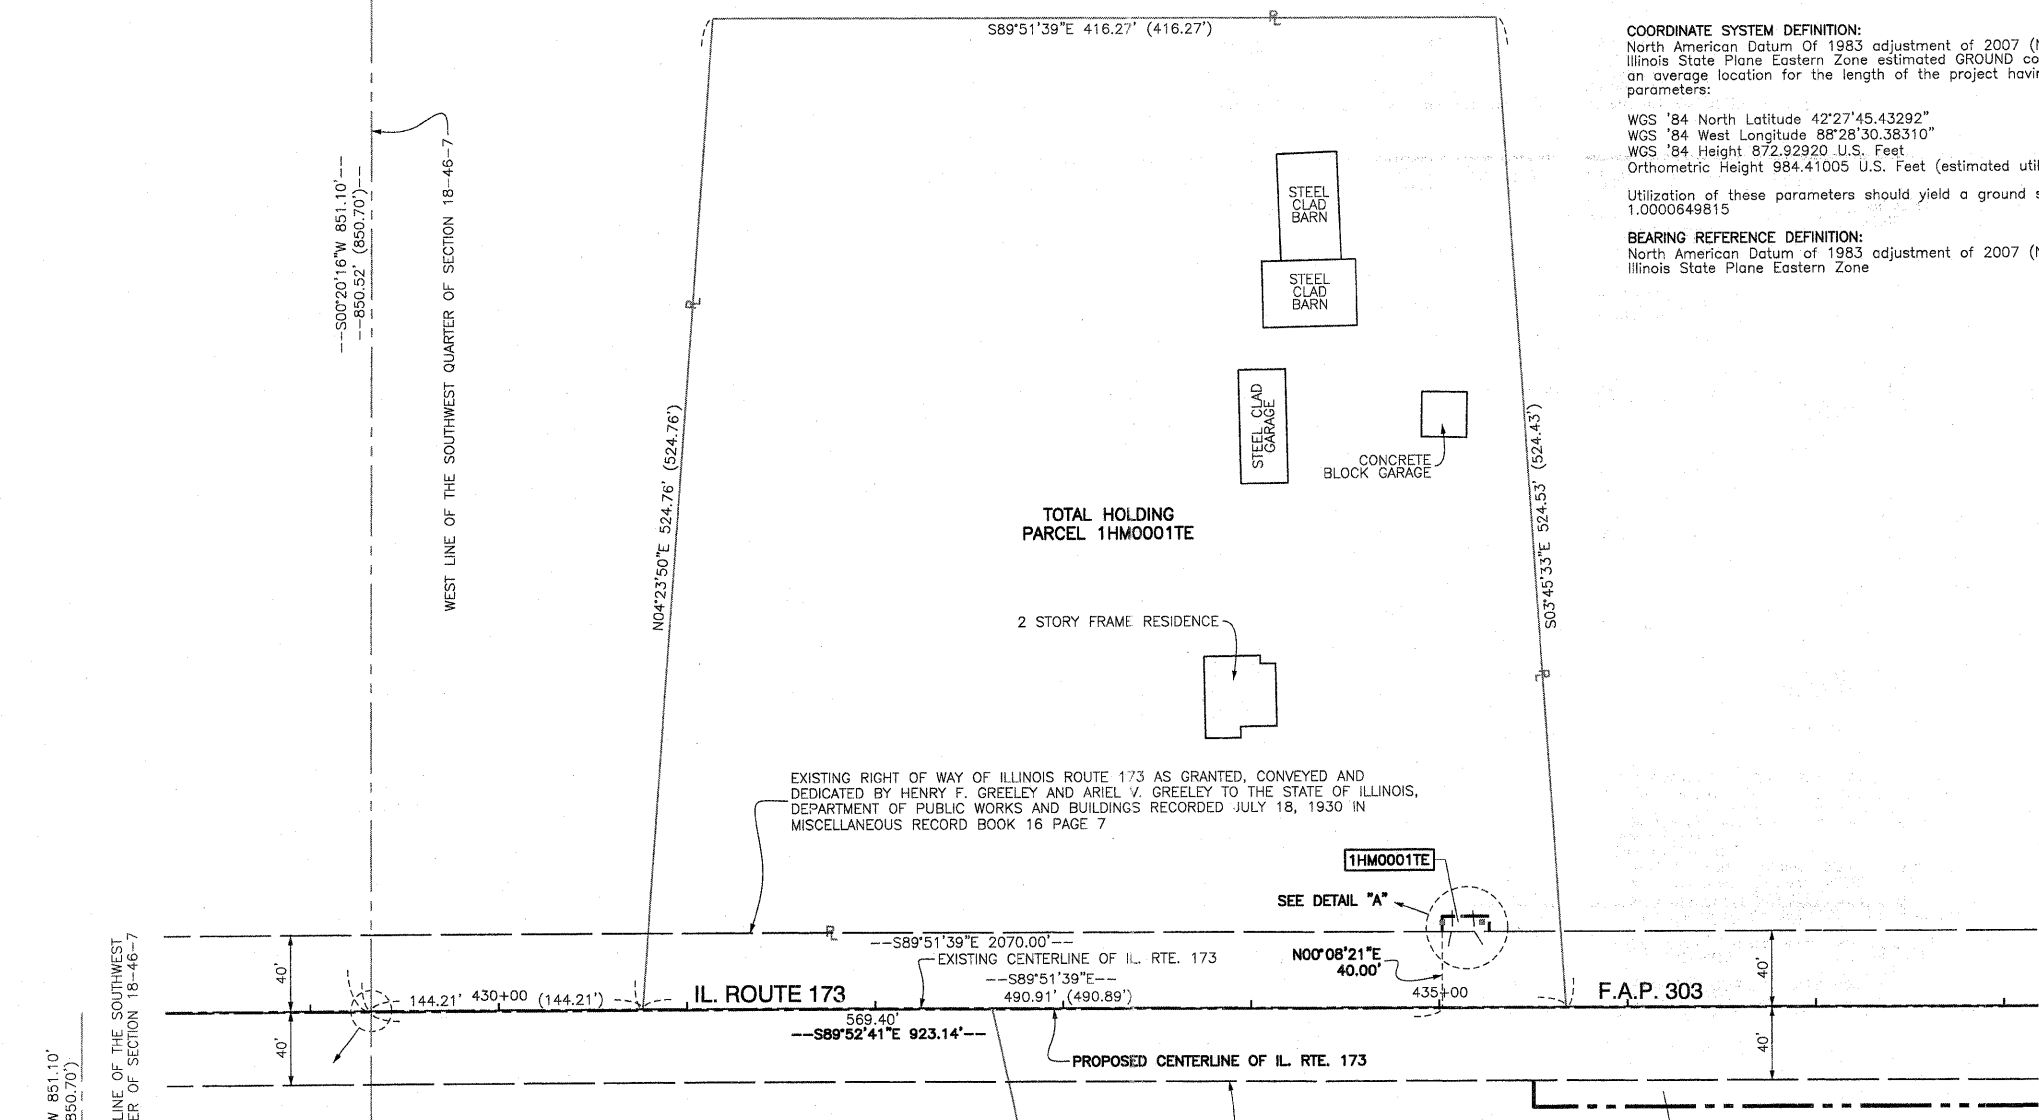 S89°51'39"E 416.27' (416.27')
PL
COORDINATE SYSTEM DEFINITION:
North American Datum Of 1983 adjustment of 2007 (N
Illinois State Plane Eastern Zone estimated GROUND co
an average location for the length of the project havin
parameters:
WGS '84 North Latitude 42°27'45.43292"
WGS '84 West Longitude 88°28'30.38310"
WGS '84 Height 872.92920 U.S. Feet
Orthometric Height 984.41005 U.S. Feet (estimated util
Utilization of these parameters should yield a ground s
1.0000649815
BEARING REFERENCE DEFINITION:
North American Datum of 1983 adjustment of 2007 (N
Illinois State Plane Eastern Zone
--S00°20'16"W 851.10'--
--850.52' (850.70')--
WEST LINE OF THE SOUTHWEST QUARTER OF SECTION 18-46-7
PL
N04°23'50"E 524.76' (524.76')
STEEL
CLAD
BARN
STEEL
CLAD
BARN
STEEL CLAD
GARAGE
CONCRETE
BLOCK GARAGE
S03°45'33"E 524.53' (524.43')
PL
TOTAL HOLDING
PARCEL 1HM0001TE
2 STORY FRAME RESIDENCE
EXISTING RIGHT OF WAY OF ILLINOIS ROUTE 173 AS GRANTED, CONVEYED AND
DEDICATED BY HENRY F. GREELEY AND ARIEL V. GREELEY TO THE STATE OF ILLINOIS,
DEPARTMENT OF PUBLIC WORKS AND BUILDINGS RECORDED JULY 18, 1930 IN
MISCELLANEOUS RECORD BOOK 16 PAGE 7
1HM0001TE
SEE DETAIL "A"
PL
--S89°51'39"E 2070.00'--
EXISTING CENTERLINE OF IL. RTE. 173
--S89°51'39"E--
490.91' (490.89')
N00°08'21"E
40.00'
40'
40'
144.21' 430+00 (144.21')
IL. ROUTE 173
435+00
F.A.P. 303
569.40'
--S89°52'41"E 923.14'--
PROPOSED CENTERLINE OF IL. RTE. 173
40'
40'
W 851.10'
850.70')
LINE OF THE SOUTHWEST
ER OF SECTION 18-46-7